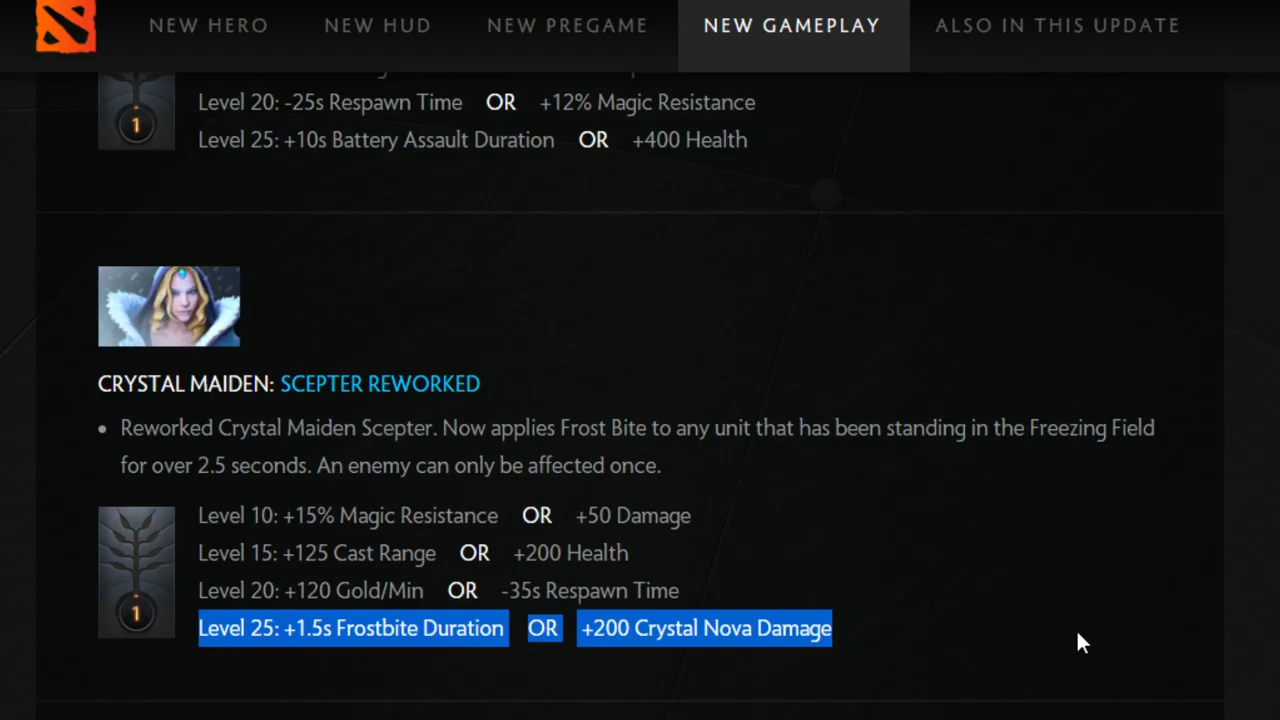 NEW HERO NEW HUD NEW PREGAME NEW GAMEPLAY ALSO IN THIS UPDATE
Level 20: -25s Respawn Time OR +12% Magic Resistance
Level 25: +10s Battery Assault Duration OR +400 Health
CRYSTAL MAIDEN: SCEPTER REWORKED
• Reworked Crystal Maiden Scepter. Now applies Frost Bite to any unit that has been standing in the Freezing Field
for over 2.5 seconds. An enemy can only be affected once.
Level 10: +15% Magic Resistance OR +50 Damage
Level 15: +125 Cast Range OR +200 Health
Level 20: +120 Gold/Min OR -35s Respawn Time
Level 25: +1.5s Frostbite Duration OR +200 Crystal Nova Damage
1
1